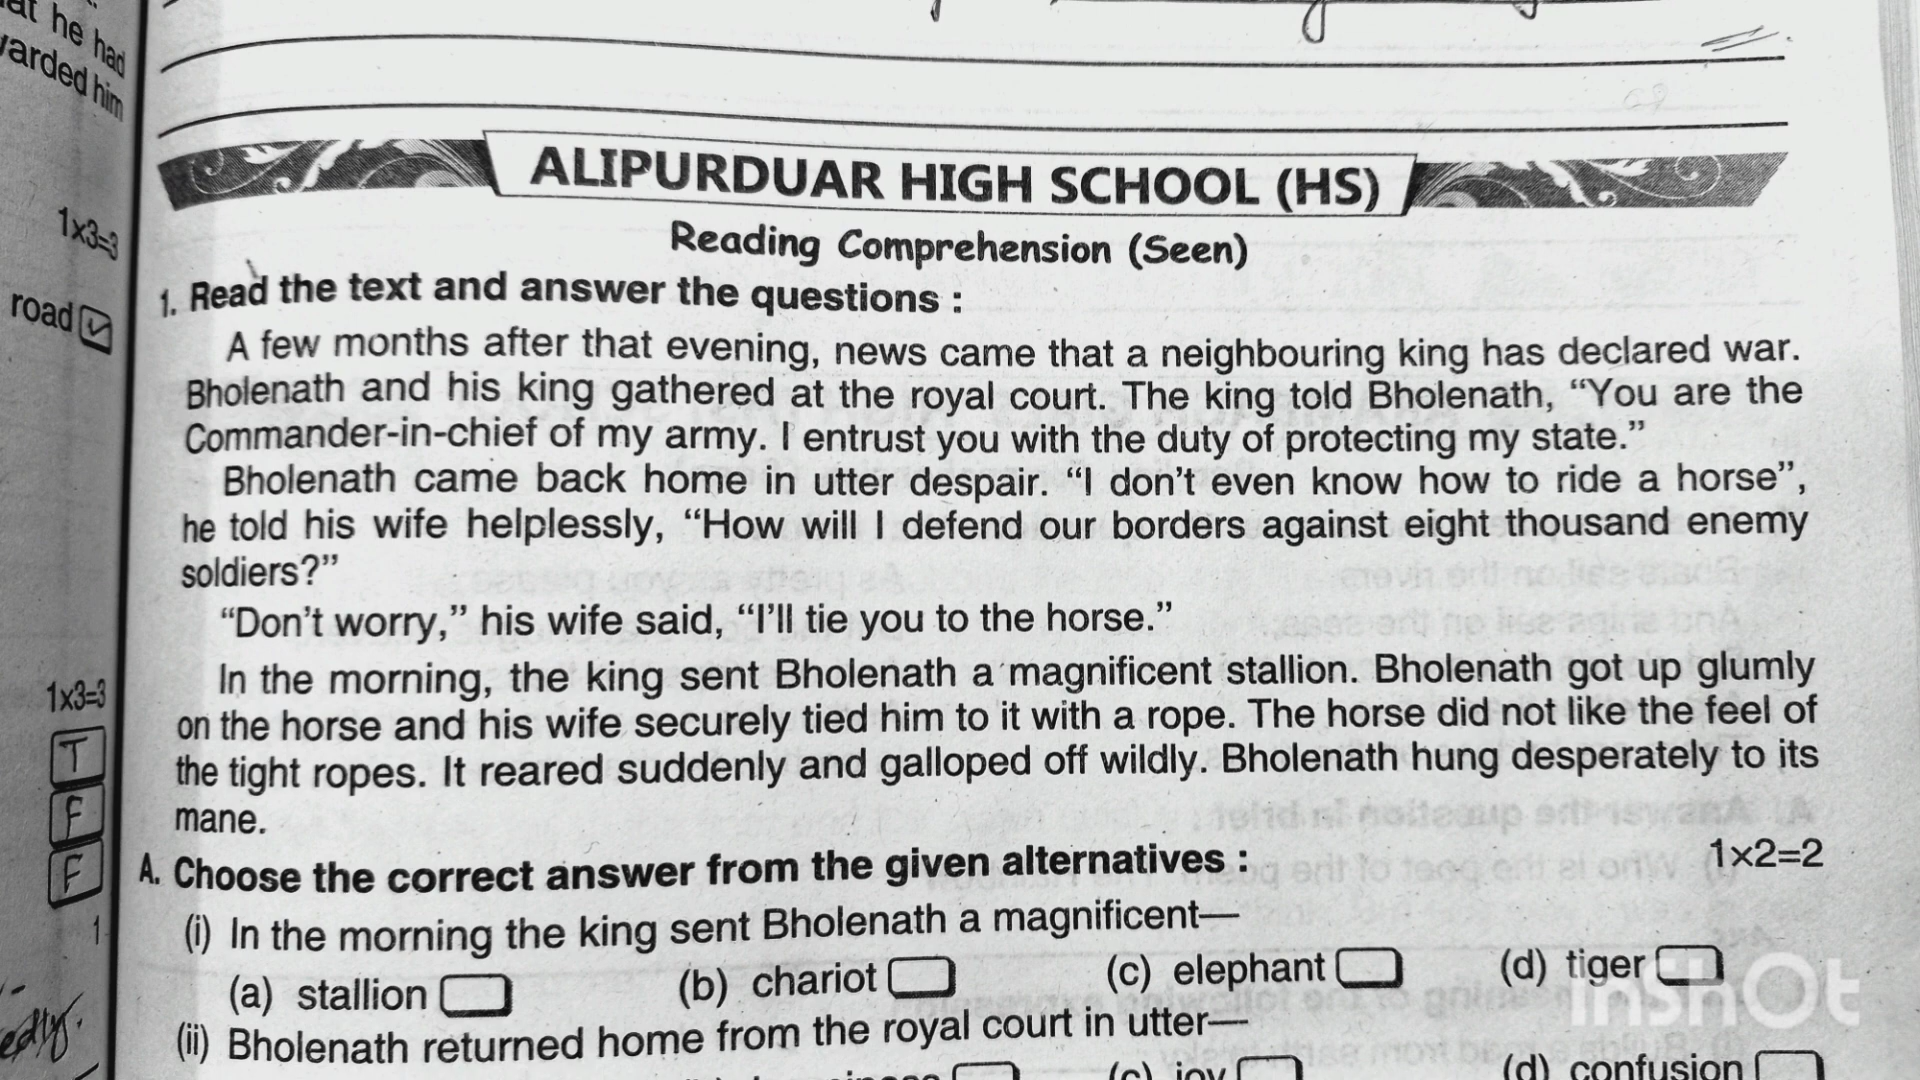 at he had
warded him
ALIPURDUAR HIGH SCHOOL (HS)
Reading Comprehension (Seen)
1x3=3
road
1. Read the text and answer the questions :
A few months after that evening, news came that a neighbouring king has declared war.
Bholenath and his king gathered at the royal court. The king told Bholenath, “You are the
Commander-in-chief of my army. I entrust you with the duty of protecting my state.”
Bholenath came back home in utter despair. “I don’t even know how to ride a horse”,
he told his wife helplessly, “How will I defend our borders against eight thousand enemy
soldiers?”
“Don’t worry,” his wife said, “I’ll tie you to the horse.”
In the morning, the king sent Bholenath a magnificent stallion. Bholenath got up glumly
on the horse and his wife securely tied him to it with a rope. The horse did not like the feel of
the tight ropes. It reared suddenly and galloped off wildly. Bholenath hung desperately to its
mane.
1x3=3
T
F
F
1
A. Choose the correct answer from the given alternatives : 1×2=2
(i) In the morning the king sent Bholenath a magnificent—
(a) stallion (b) chariot (c) elephant (d) tiger
(ii) Bholenath returned home from the royal court in utter—
(c) joy (d) confusion
InShOt